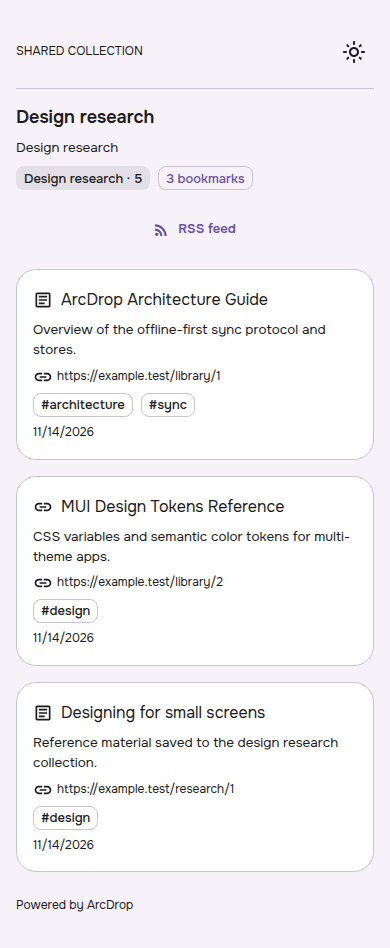 SHARED COLLECTION
Design research
Design research
Design research · 5
3 bookmarks
RSS feed
ArcDrop Architecture Guide
Overview of the offline-first sync protocol and
stores.
https://example.test/library/1
#architecture
#sync
11/14/2026
MUI Design Tokens Reference
CSS variables and semantic color tokens for multi-
theme apps.
https://example.test/library/2
#design
11/14/2026
Designing for small screens
Reference material saved to the design research
collection.
https://example.test/research/1
#design
11/14/2026
Powered by ArcDrop